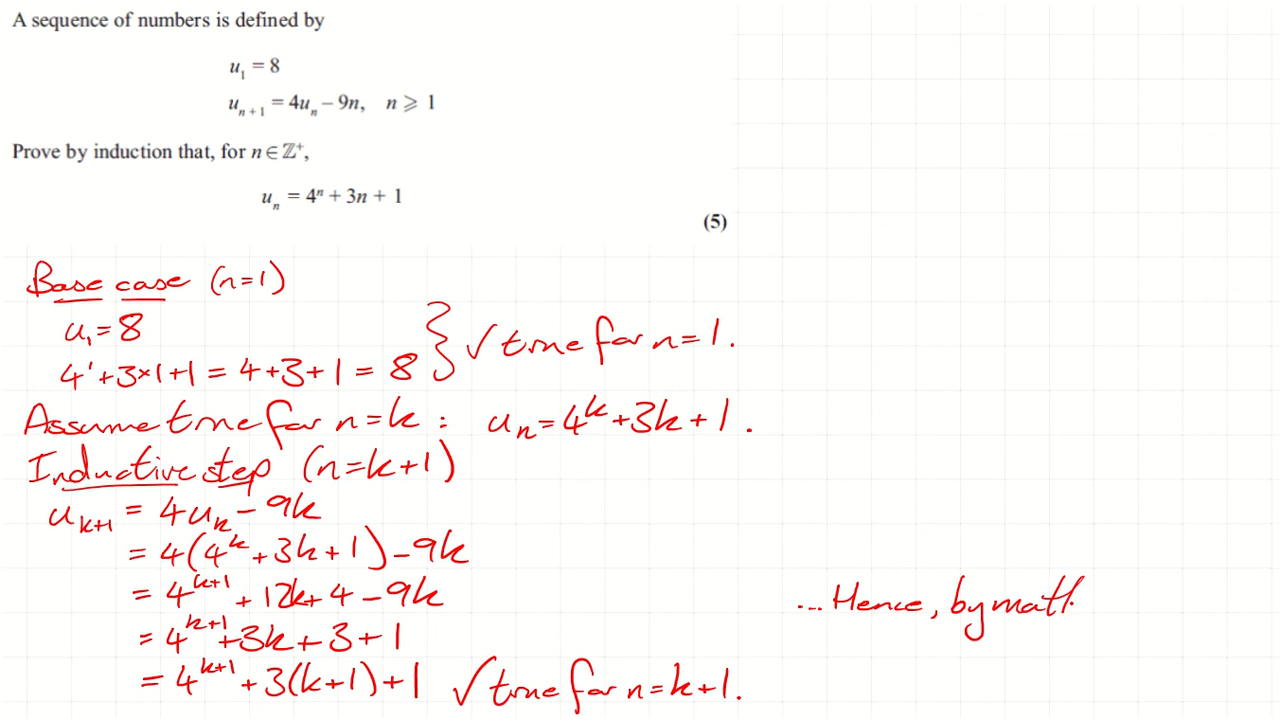 A sequence of numbers is defined by
u₁ = 8
uₙ₊₁ = 4uₙ − 9n, n ⩾ 1
Prove by induction that, for n ∈ ℤ⁺,
uₙ = 4ⁿ + 3n + 1
(5)
Base case (n=1)
u₁ = 8
4¹+3×1+1 = 4+3+1 = 8 } ✓ true for n=1.
Assume true for n=k : uₖ = 4ᵏ+3k+1.
Inductive step (n=k+1)
uₖ₊₁ = 4uₖ − 9k
= 4(4ᵏ+3k+1) − 9k
= 4ᵏ⁺¹ + 12k + 4 − 9k
= 4ᵏ⁺¹ + 3k + 3 + 1
= 4ᵏ⁺¹ + 3(k+1) + 1 ✓ true for n=k+1.
... Hence, by math